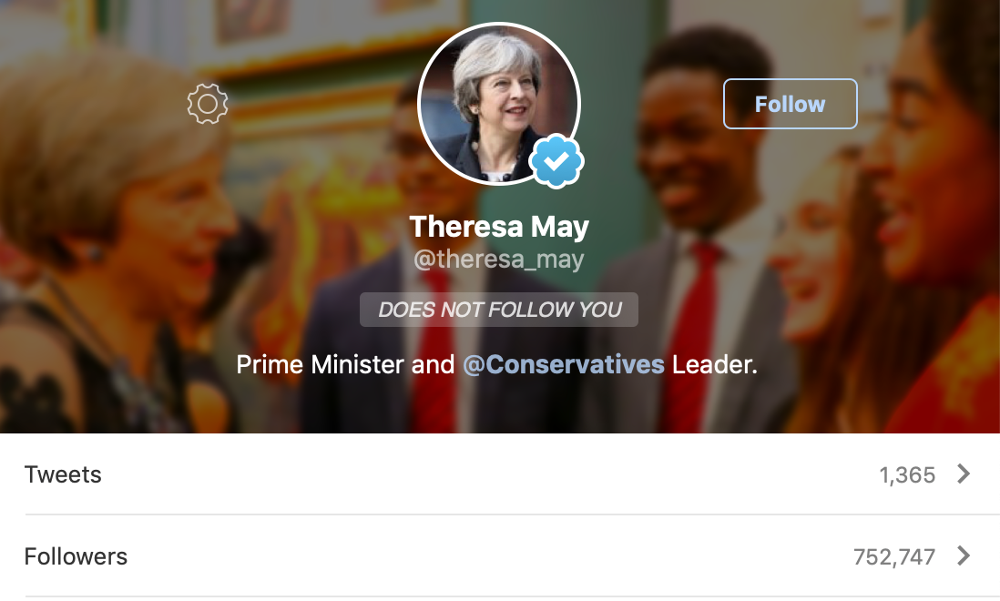 Follow
Theresa May
@theresa_may
DOES NOT FOLLOW YOU
Prime Minister and @Conservatives Leader.
Tweets 1,365
Followers 752,747